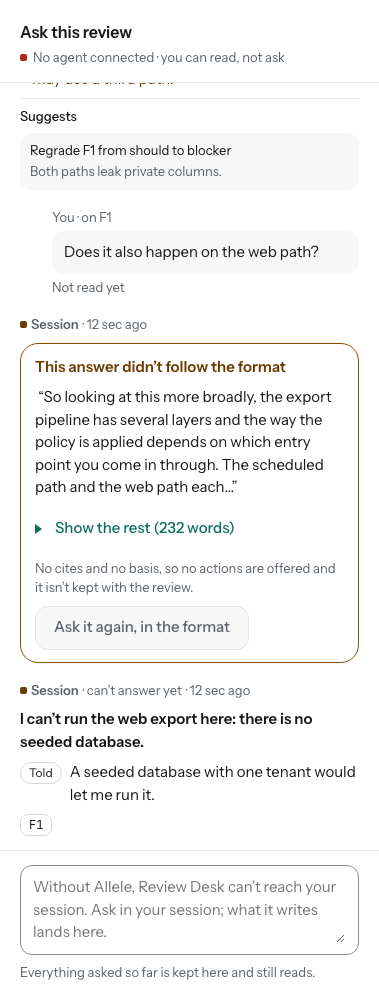 Ask this review
No agent connected · you can read, not ask
Suggests
Regrade F1 from should to blocker
Both paths leak private columns.
You · on F1
Does it also happen on the web path?
Not read yet
Session · 12 sec ago
This answer didn’t follow the format
“So looking at this more broadly, the export
pipeline has several layers and the way the
policy is applied depends on which entry
point you come in through. The scheduled
path and the web path each…”
Show the rest (232 words)
No cites and no basis, so no actions are offered and
it isn’t kept with the review.
Ask it again, in the format
Session · can’t answer yet · 12 sec ago
I can’t run the web export here: there is no
seeded database.
Told A seeded database with one tenant would
let me run it.
F1
Without Allele, Review Desk can’t reach your
session. Ask in your session; what it writes
lands here.
Everything asked so far is kept here and still reads.